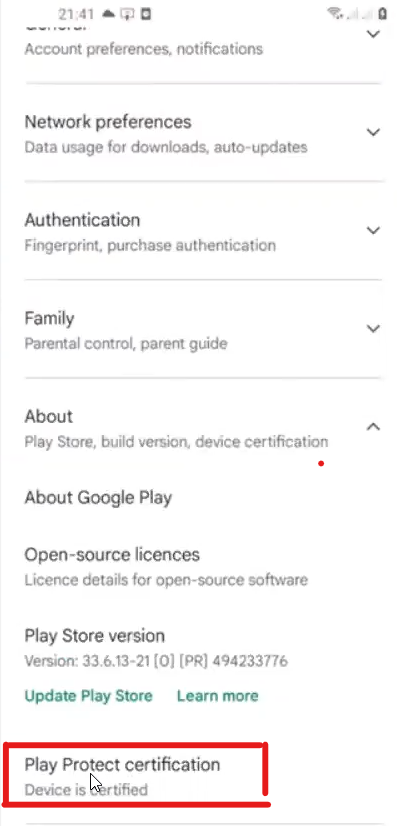 21:41
General
Account preferences, notifications
Network preferences
Data usage for downloads, auto-updates
Authentication
Fingerprint, purchase authentication
Family
Parental control, parent guide
About
Play Store, build version, device certification
About Google Play
Open-source licences
Licence details for open-source software
Play Store version
Version: 33.6.13-21 [0] [PR] 494233776
Update Play Store Learn more
Play Protect certification
Device is certified